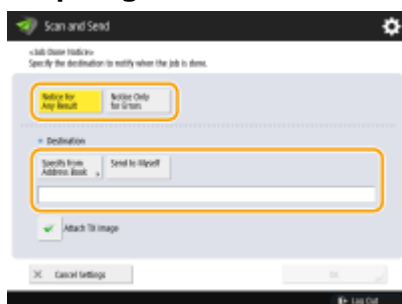 Scan and Send
<Job Done Notice>
Specify the destination to notify when the job is done.
Notice for
Any Result
Notice Only
for Errors
Destination
Specify from
Address Book
Send to Myself
Attach TX Image
Cancel Settings
OK
Log Out